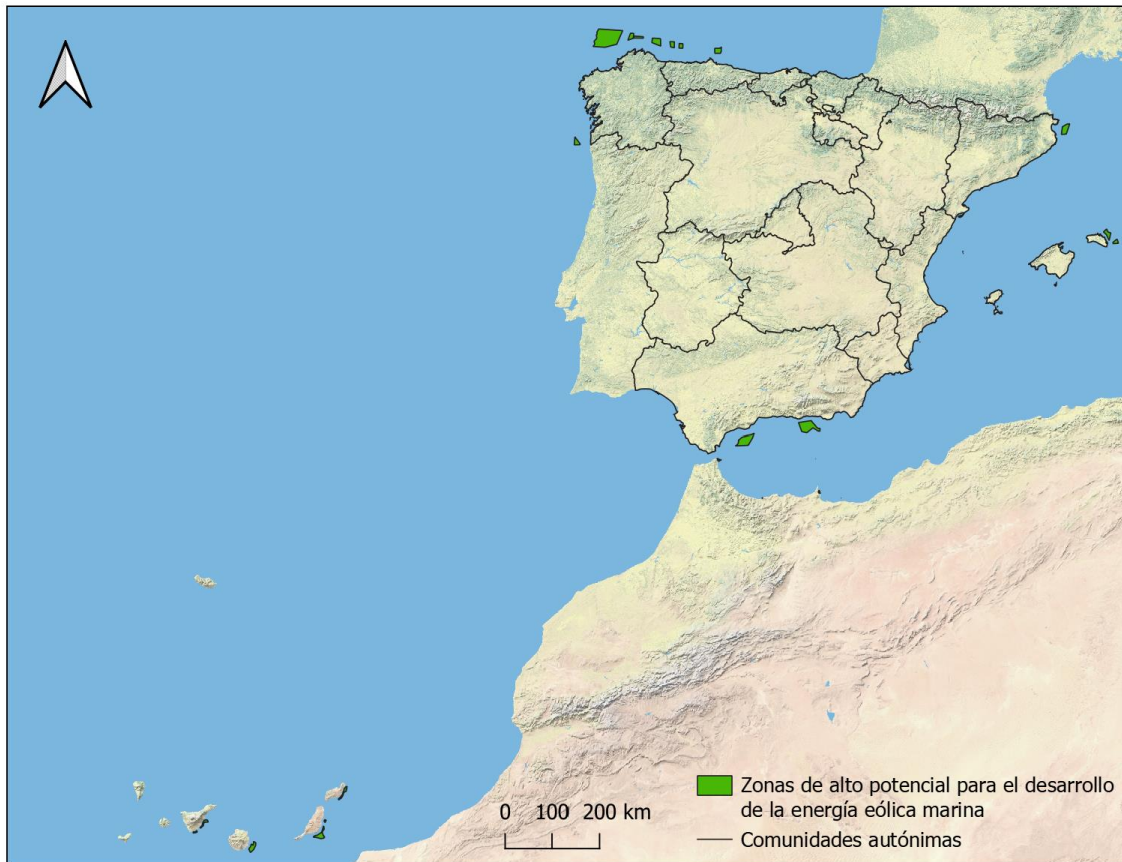 Zonas de alto potencial para el desarrollo
de la energía eólica marina
0 100 200 km
Comunidades autónimas